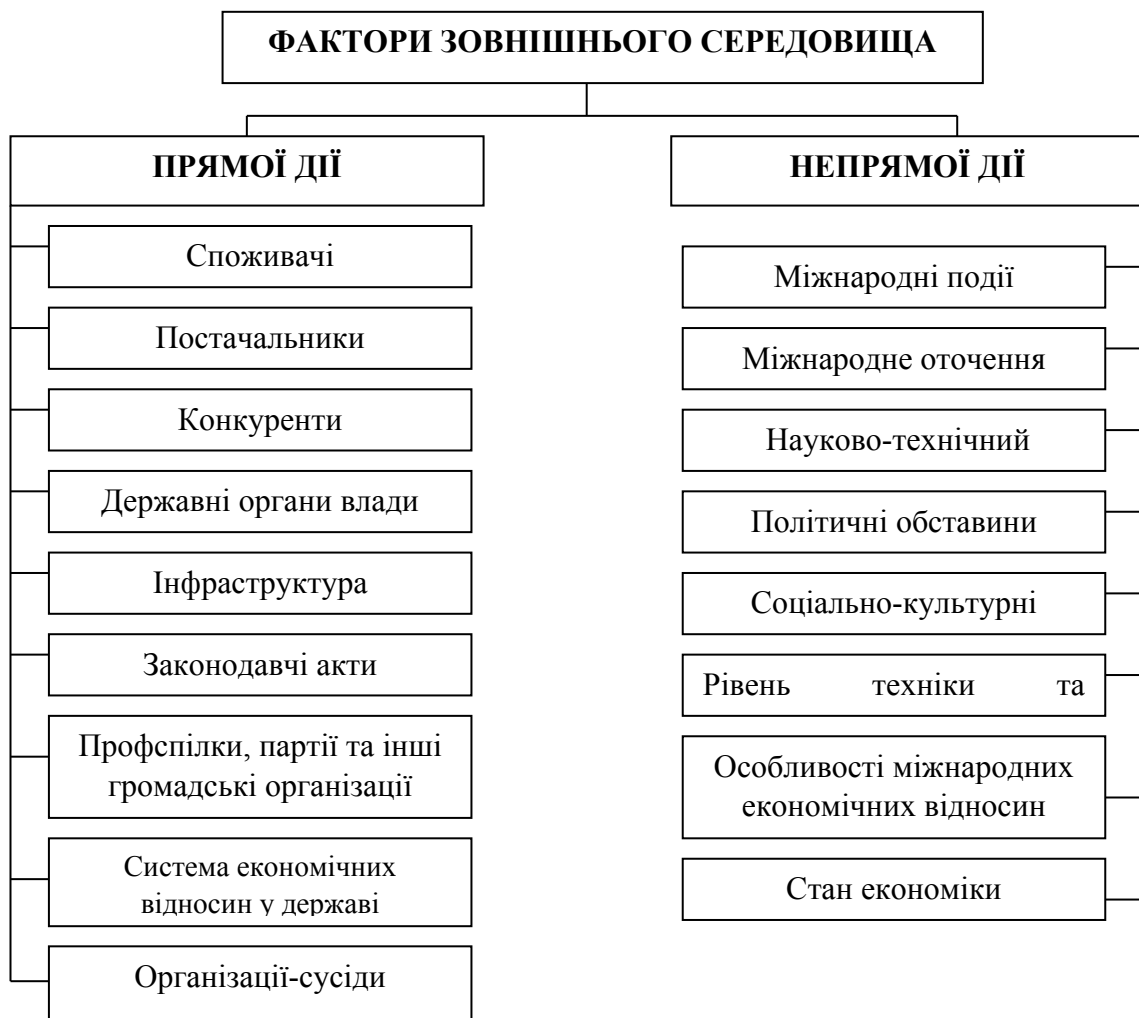 ФАКТОРИ ЗОВНІШНЬОГО СЕРЕДОВИЩА
ПРЯМОЇ ДІЇ
Споживачі
Постачальники
Конкуренти
Державні органи влади
Інфраструктура
Законодавчі акти
Профспілки, партії та інші
громадські організації
Система економічних
відносин у державі
Організації-сусіди
НЕПРЯМОЇ ДІЇ
Міжнародні події
Міжнародне оточення
Науково-технічний
Політичні обставини
Соціально-культурні
Рівень техніки та
Особливості міжнародних
економічних відносин
Стан економіки